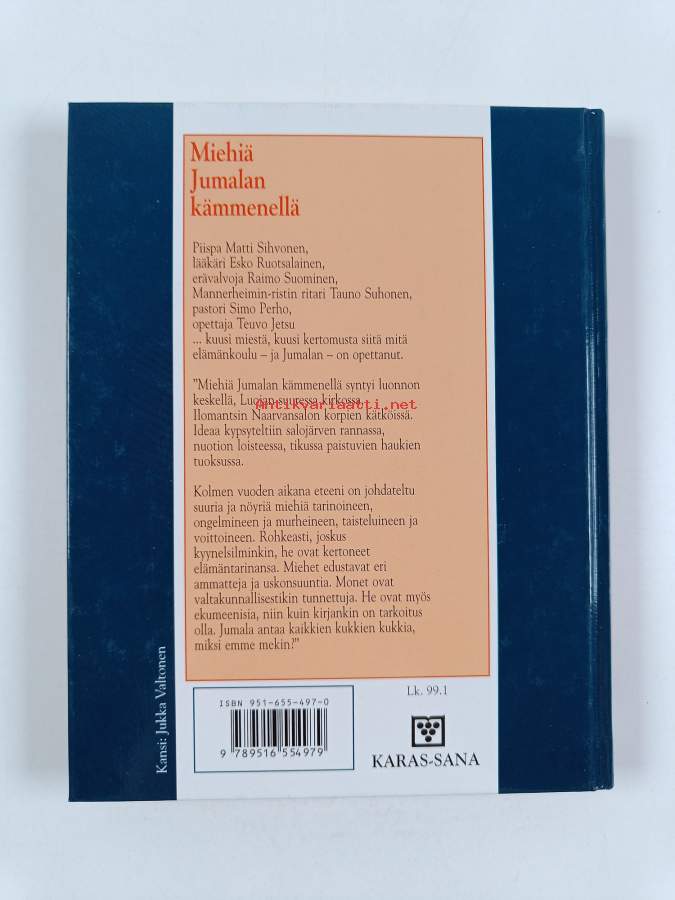 Miehiä
Jumalan
kämmenellä
Piispa Matti Sihvonen,
lääkäri Esko Ruotsalainen,
erävalvoja Raimo Suominen,
Mannerheimin-ristin ritari Tauno Suhonen,
pastori Simo Perho,
opettaja Teuvo Jetsu
... kuusi miestä, kuusi kertomusta siitä mitä
elämänkoulu – ja Jumalan – on opettanut.
"Miehiä Jumalan kämmenellä syntyi luonnon
keskellä, Luojan suuressa kirkossa
Antikvariaatti.net
Ilomantsin Naarvansalon korpien kätköissä.
Ideaa kypsyteltiin salojärven rannassa,
nuotion loisteessa, tikussa paistuvien haukien
tuoksussa.
Kolmen vuoden aikana eteeni on johdateltu
suuria ja nöyriä miehiä tarinoineen,
ongelmineen ja murheineen, taisteluineen ja
voittoineen. Rohkeasti, joskus
kyynelsilminkin, he ovat kertoneet
elämäntarinansa. Miehet edustavat eri
ammatteja ja uskonsuuntia. Monet ovat
valtakunnallisestikin tunnettuja. He ovat myös
ekumeenisia, niin kuin kirjankin on tarkoitus
olla. Jumala antaa kaikkien kukkien kukkia,
miksi emme mekin?"
Kansi: Jukka Valtonen
ISBN 951-655-497-0
9 789516 554979
Lk. 99.1
KARAS-SANA